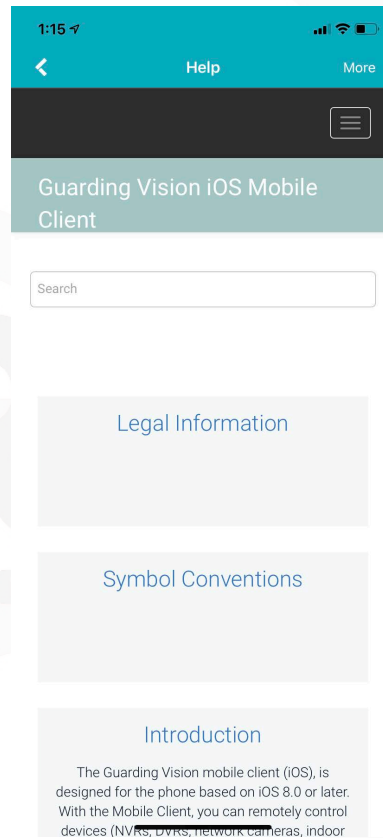 1:15
Help
More
Guarding Vision iOS Mobile
Client
Search
Legal Information
Symbol Conventions
Introduction
The Guarding Vision mobile client (iOS), is
designed for the phone based on iOS 8.0 or later.
With the Mobile Client, you can remotely control
devices (NVRs, DVRs, network cameras, indoor